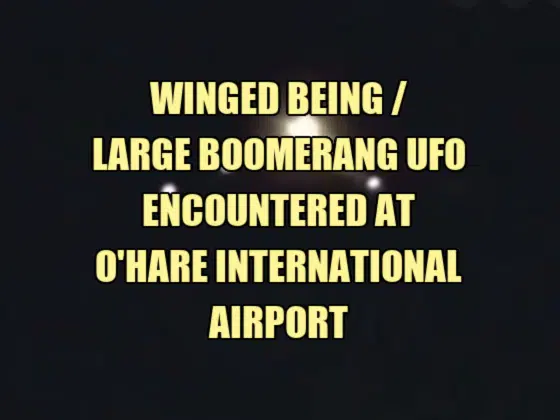 WINGED BEING /
LARGE BOOMERANG UFO
ENCOUNTERED AT
O'HARE INTERNATIONAL
AIRPORT